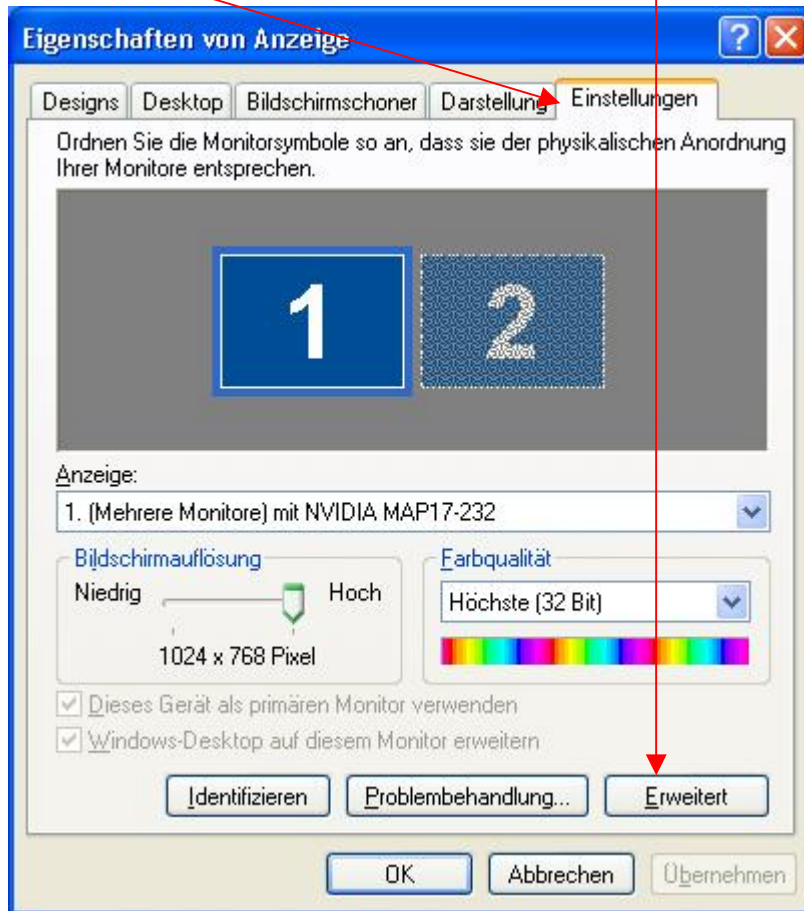 Eigenschaften von Anzeige
Designs Desktop Bildschirmschoner Darstellung Einstellungen
Ordnen Sie die Monitorsymbole so an, dass sie der physikalischen Anordnung
Ihrer Monitore entsprechen.
1 2
Anzeige:
1. (Mehrere Monitore) mit NVIDIA MAP17-232
Bildschirmauflösung
Niedrig Hoch
1024 x 768 Pixel
Farbqualität
Höchste (32 Bit)
Dieses Gerät als primären Monitor verwenden
Windows-Desktop auf diesem Monitor erweitern
Identifizieren Problembehandlung... Erweitert
OK Abbrechen Übernehmen